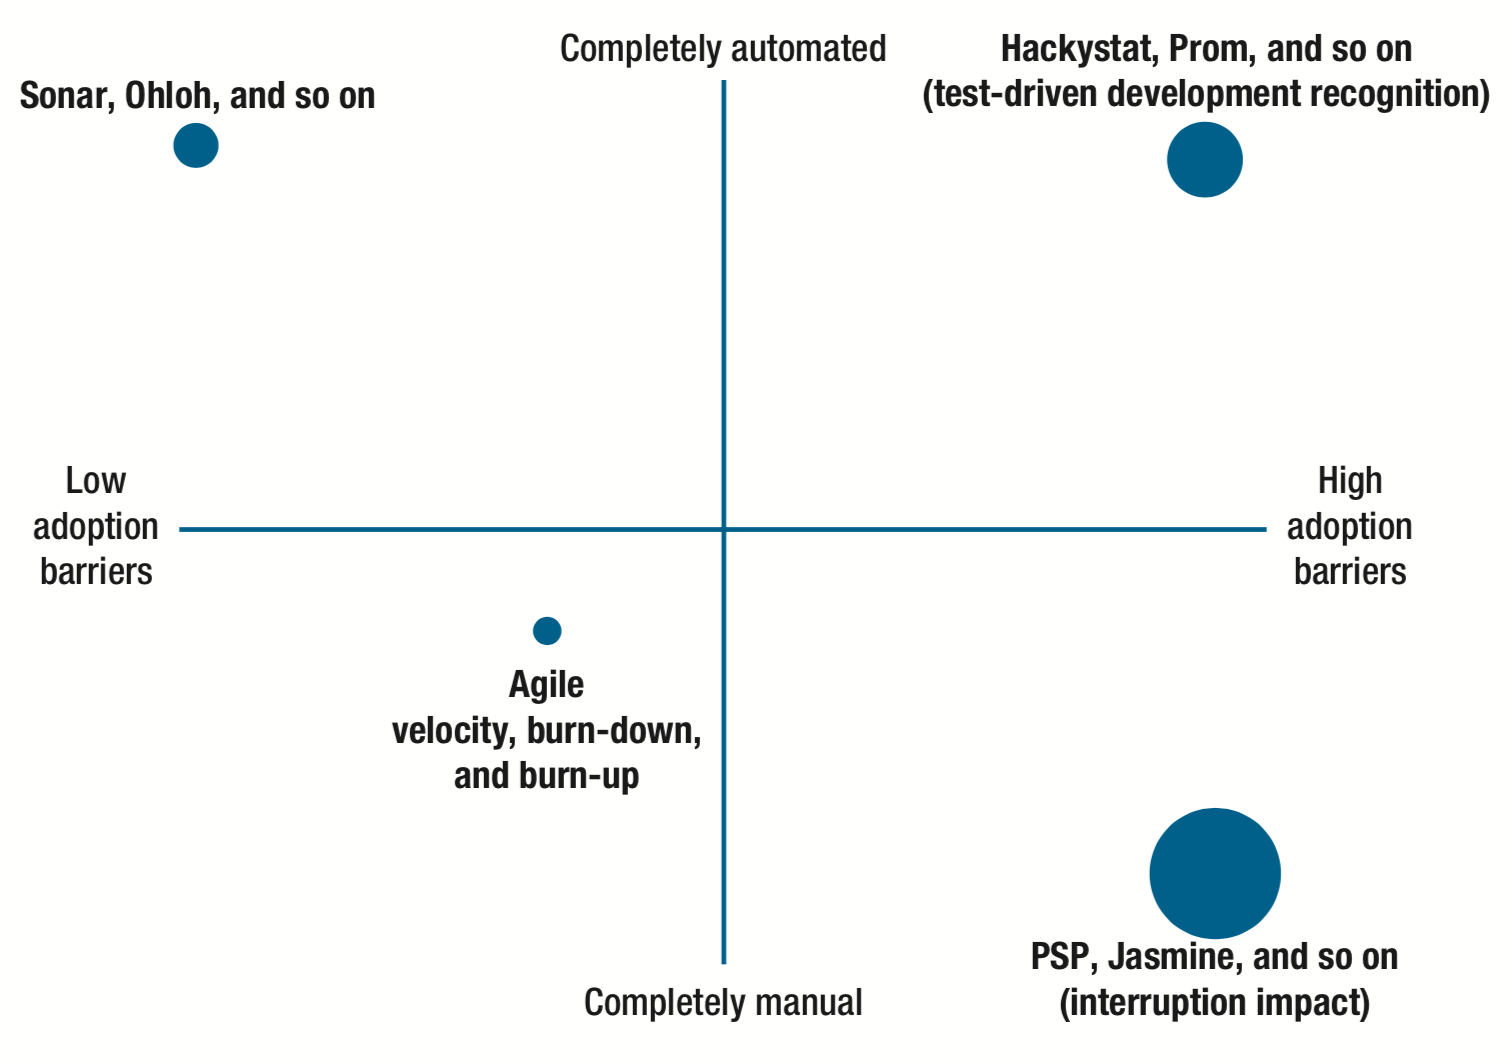 Completely automated
Hackystat, Prom, and so on
(test-driven development recognition)
Sonar, Ohloh, and so on
Low
adoption
barriers
High
adoption
barriers
Agile
velocity, burn-down,
and burn-up
PSP, Jasmine, and so on
(interruption impact)
Completely manual